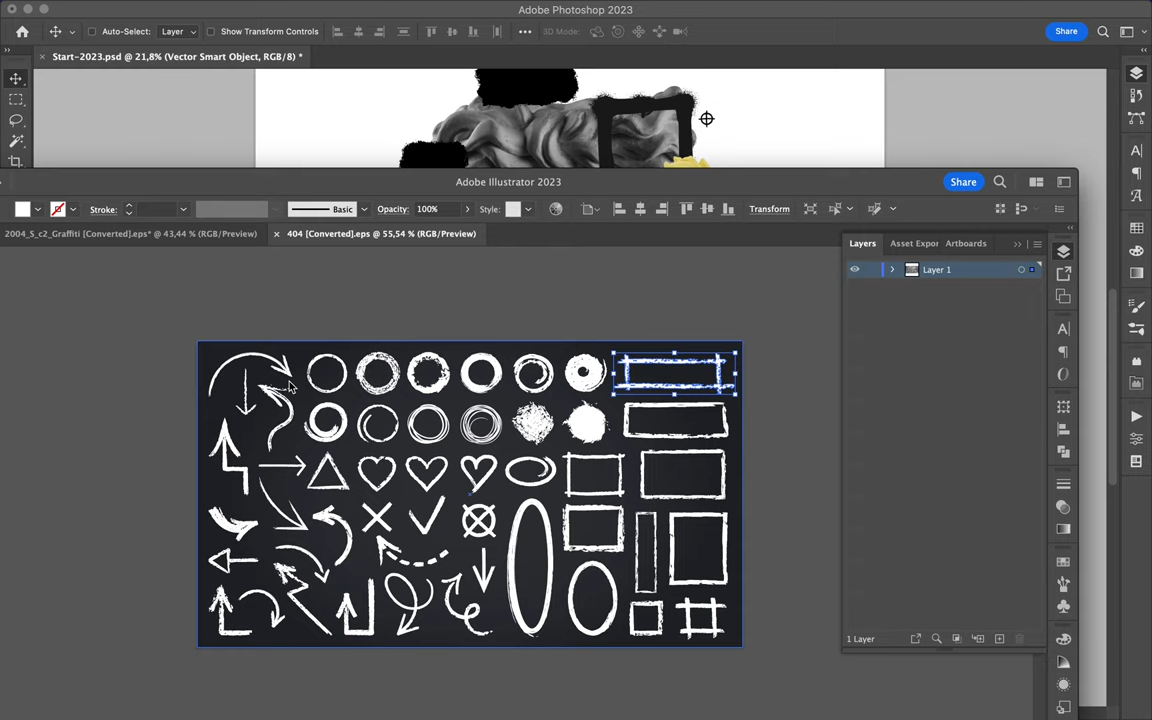 Adobe Photoshop 2023
Auto-Select: Layer Show Transform Controls 3D Mode: Share
Start-2023.psd @ 21,8% (Vector Smart Object, RGB/8) *
Adobe Illustrator 2023
Share
Stroke: Basic Opacity: 100% Style: Transform
2004_S_c2_Graffiti [Converted].eps* @ 43,44 % (RGB/Preview) 404 [Converted].eps @ 55,54 % (RGB/Preview)
Layers Asset Expor Artboards
Layer 1
1 Layer